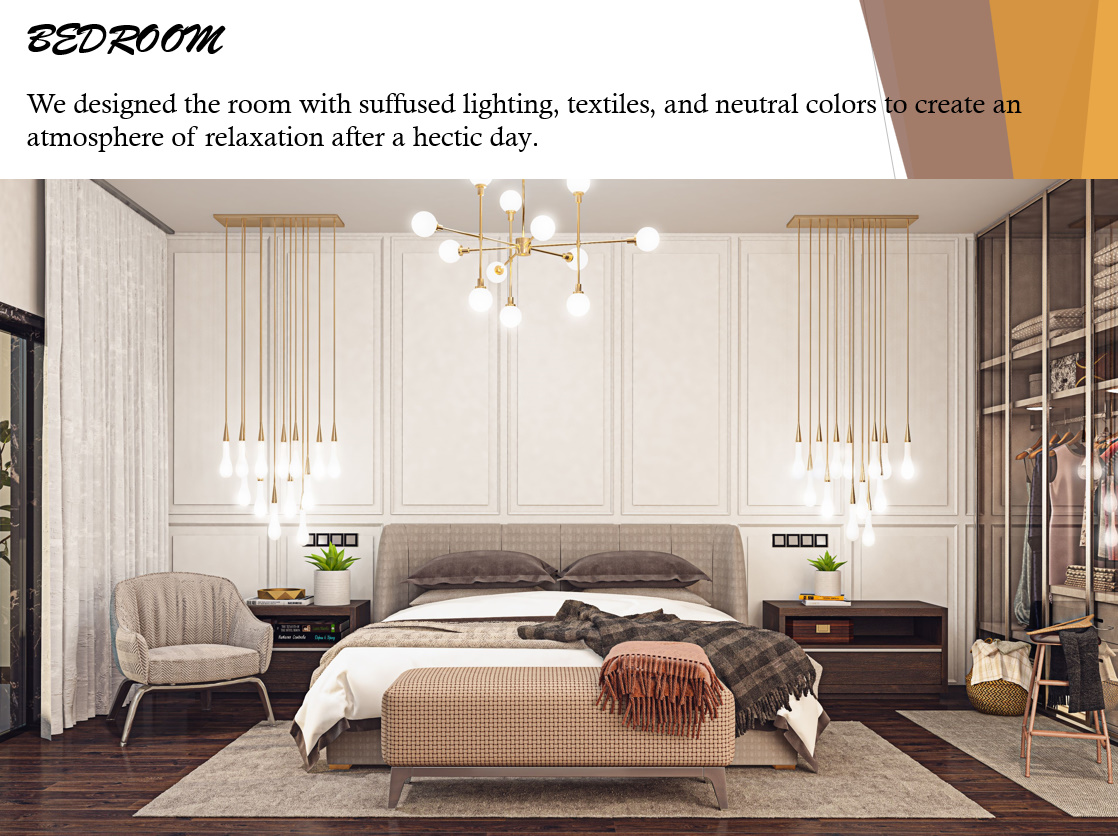 BEDROOM
We designed the room with suffused lighting, textiles, and neutral colors to create an
atmosphere of relaxation after a hectic day.